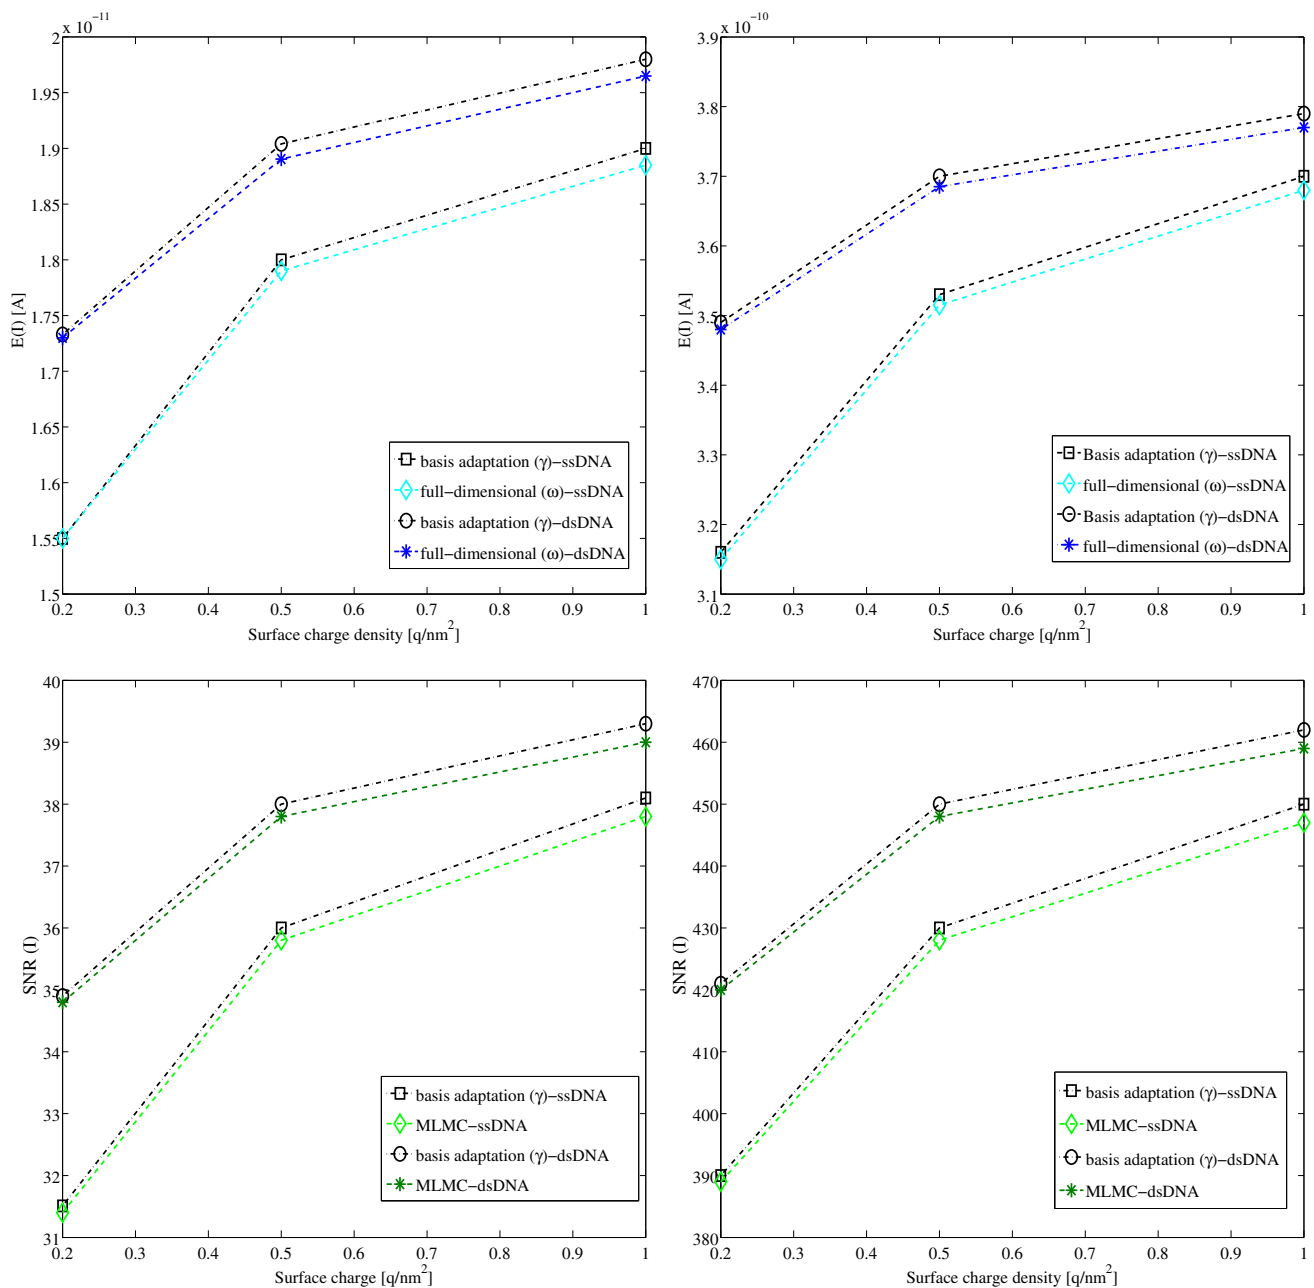 x 10−11
2
1.95
1.9
1.85
1.8
1.75
1.7
1.65
1.6
1.55
1.5
E(I) [A]
0.2 0.3 0.4 0.5 0.6 0.7 0.8 0.9 1
Surface charge density [q/nm2]
basis adaptation (γ)−ssDNA
full−dimensional (ω)−ssDNA
basis adaptation (γ)−dsDNA
full−dimensional (ω)−dsDNA
x 10−10
3.9
3.8
3.7
3.6
3.5
3.4
3.3
3.2
3.1
E(I) [A]
0.2 0.3 0.4 0.5 0.6 0.7 0.8 0.9 1
Surface charge [q/nm2]
Basis adaptation (γ)−ssDNA
full−dimensional (ω)−ssDNA
Basis adaptation (γ)−dsDNA
full−dimensional (ω)−dsDNA
40
39
38
37
36
35
34
33
32
31
SNR (I)
0.2 0.3 0.4 0.5 0.6 0.7 0.8 0.9 1
Surface charge [q/nm2]
basis adaptation (γ)−ssDNA
MLMC−ssDNA
basis adaptation (γ)−dsDNA
MLMC−dsDNA
470
460
450
440
430
420
410
400
390
380
SNR (I)
0.2 0.3 0.4 0.5 0.6 0.7 0.8 0.9 1
Surface charge density [q/nm2]
basis adaptation (γ)−ssDNA
MLMC−ssDNA
basis adaptation (γ)−dsDNA
MLMC−dsDNA